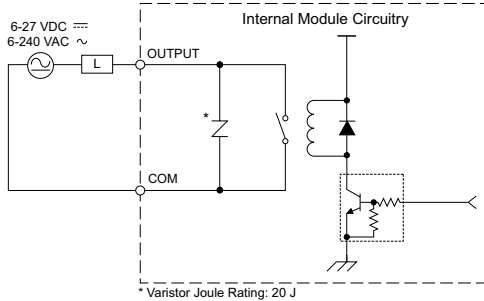 Internal Module Circuitry
6-27 VDC ⎓
6-240 VAC ∿
L
OUTPUT
*
COM
* Varistor Joule Rating: 20 J